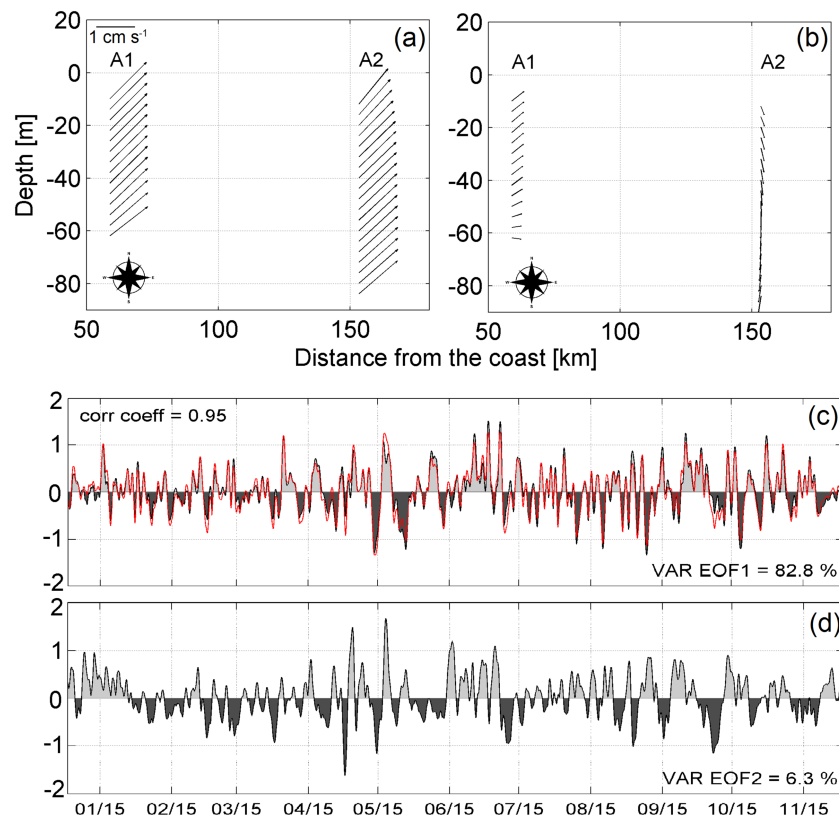 1 cm s⁻¹
(a)
A1
A2
20
0
-20
-40
-60
-80
Depth [m]
50
100
150
(b)
A1
A2
20
0
-20
-40
-60
-80
50
100
150
Distance from the coast [km]
2
1
0
-1
-2
corr coeff = 0.95
(c)
VAR EOF1 = 82.8 %
2
1
0
-1
-2
(d)
VAR EOF2 = 6.3 %
01/15 02/15 03/15 04/15 05/15 06/15 07/15 08/15 09/15 10/15 11/15